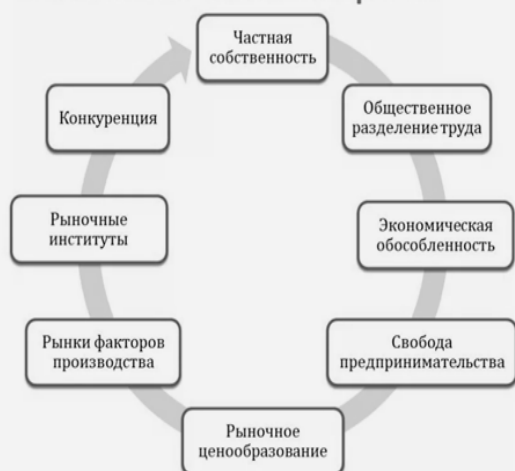 Частная
собственность
Общественное
разделение труда
Экономическая
обособленность
Свобода
предпринимательства
Рыночное
ценообразование
Рынки факторов
производства
Рыночные
институты
Конкуренция